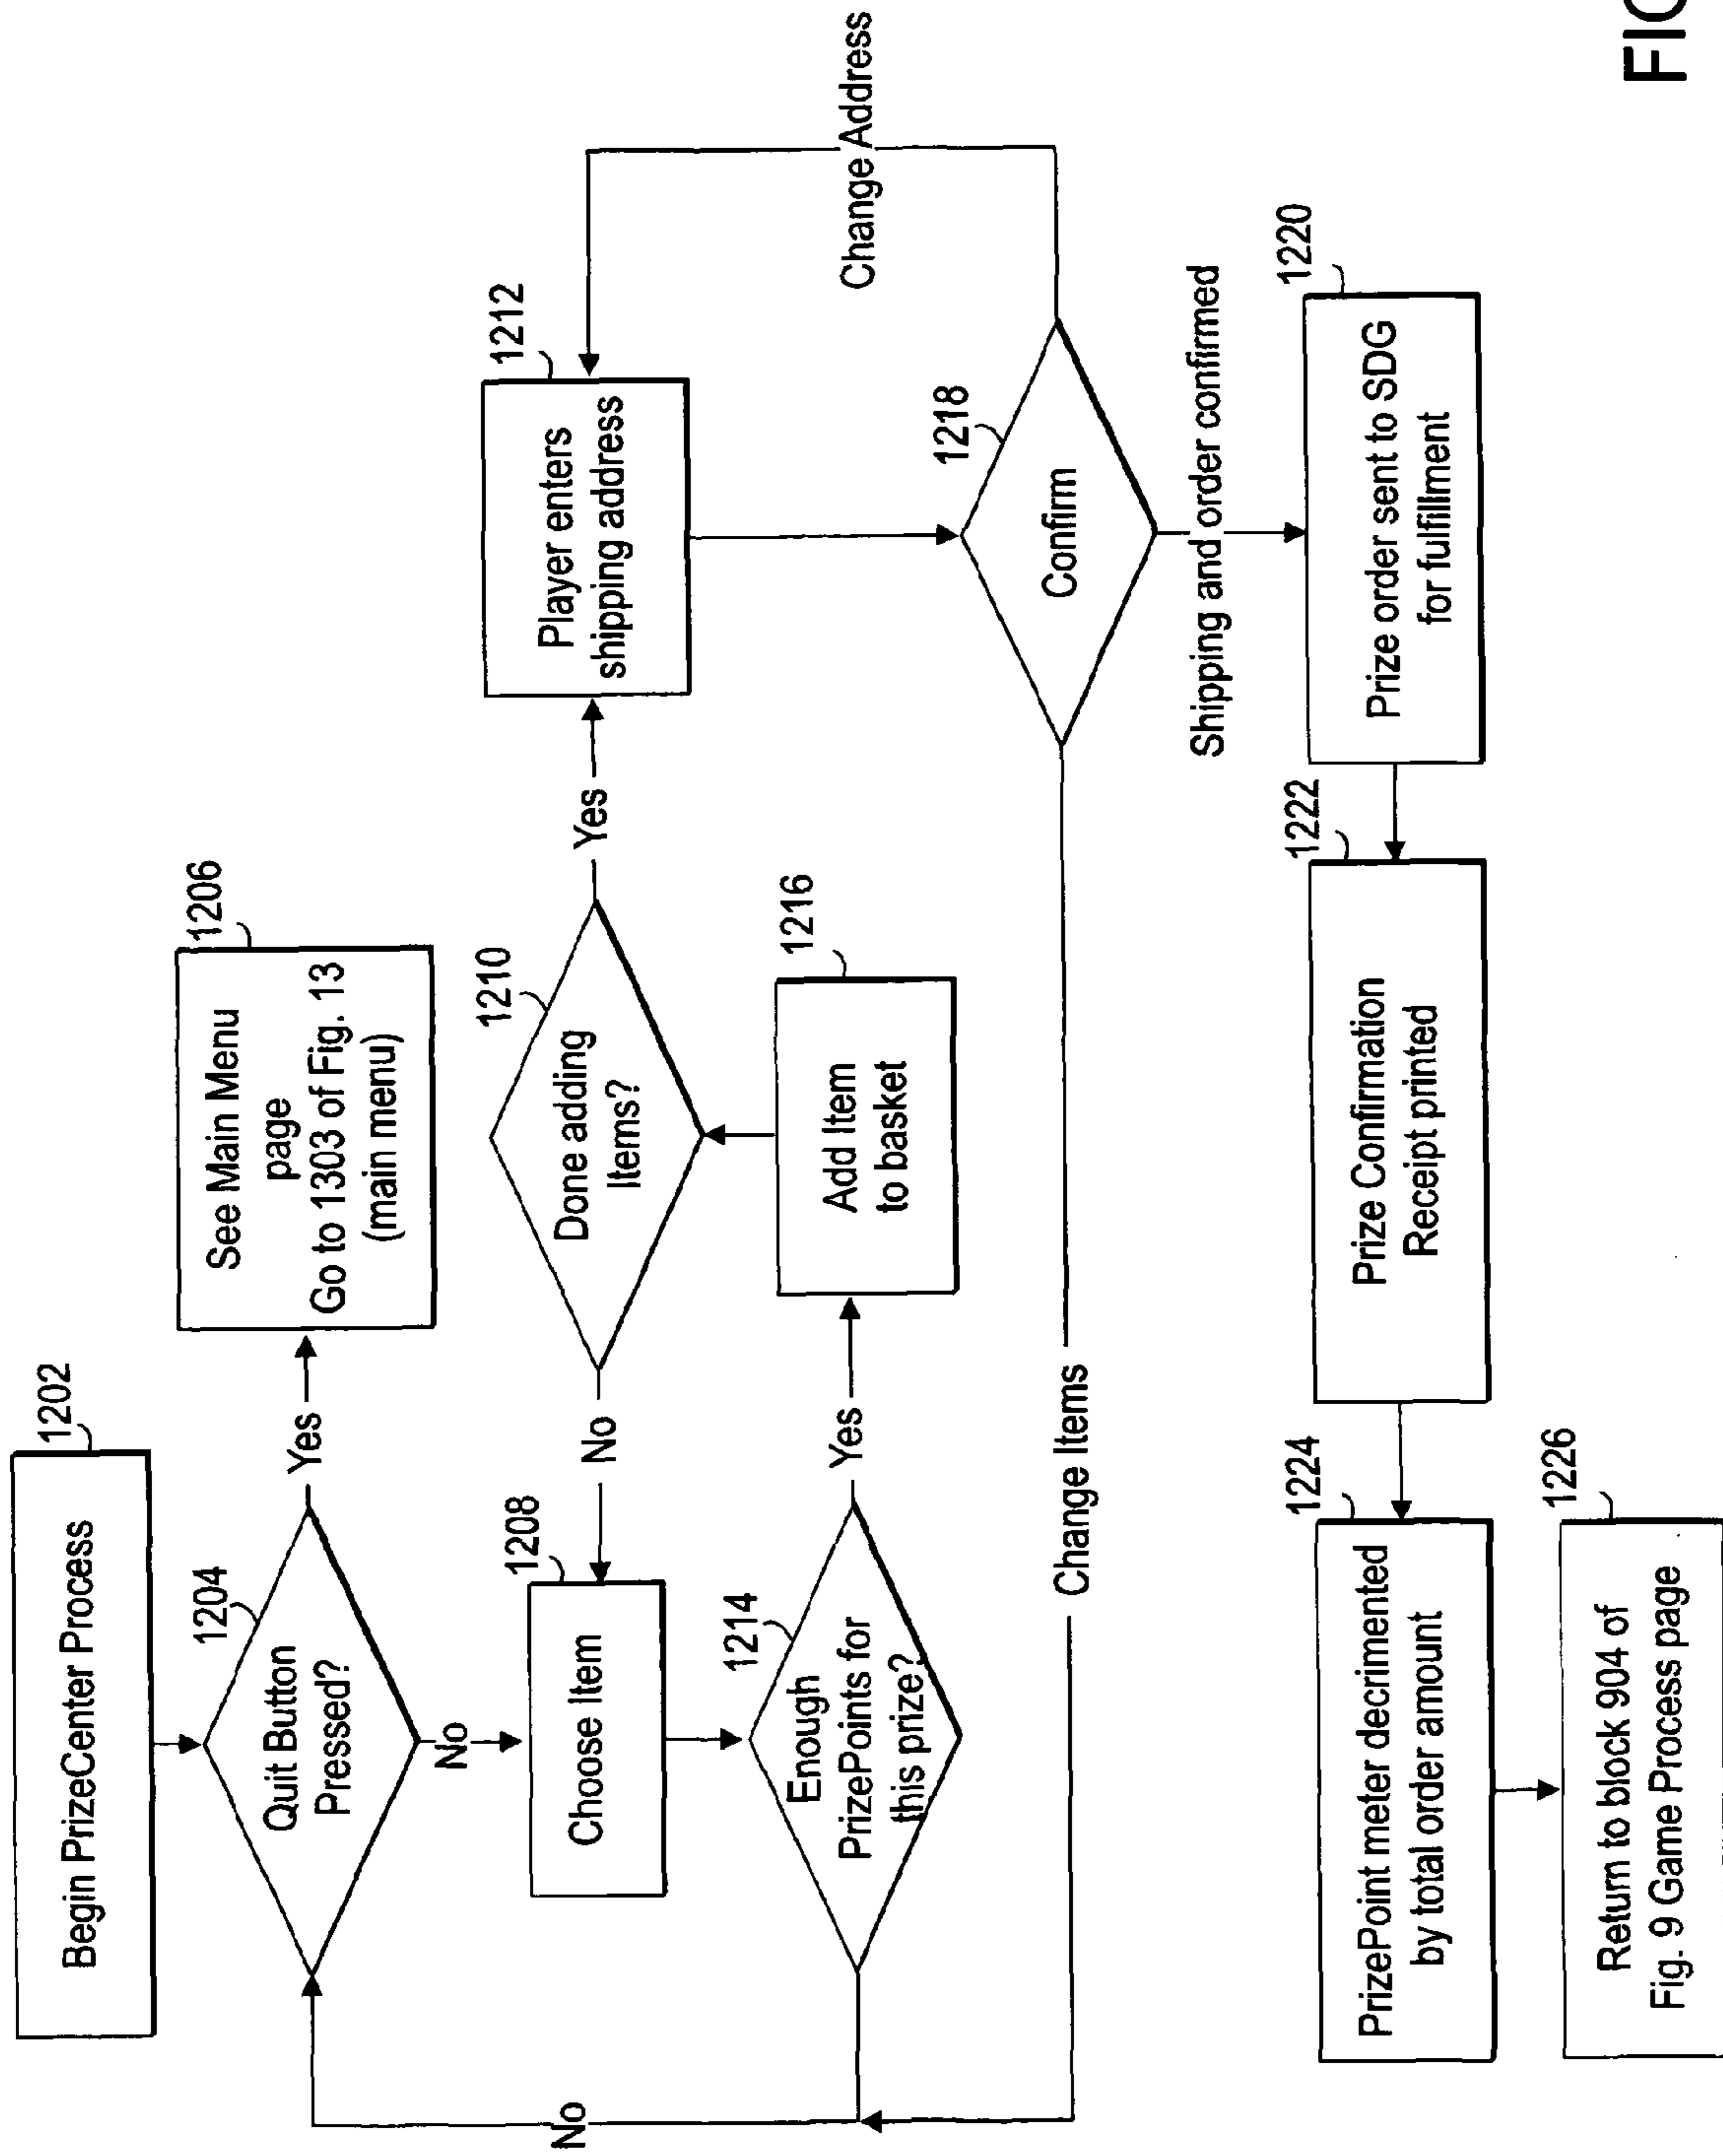 1202
Begin PrizeCenter Process
1204
Quit Button
Pressed?
Yes
1206
See Main Menu
page
Go to 1303 of Fig. 13
(main menu)
No
1208
Choose Item
No
1210
Done adding
Items?
Yes
1212
Player enters
shipping address
No
1214
Enough
PrizePoints for
this prize?
Yes
1216
Add Item
to basket
Change Address
1218
Confirm
Change Items
Shipping and order confirmed
1220
Prize order sent to SDG
for fulfillment
1222
Prize Confirmation
Receipt printed
1224
PrizePoint meter decrimented
by total order amount
1226
Return to block 904 of
Fig. 9 Game Process page